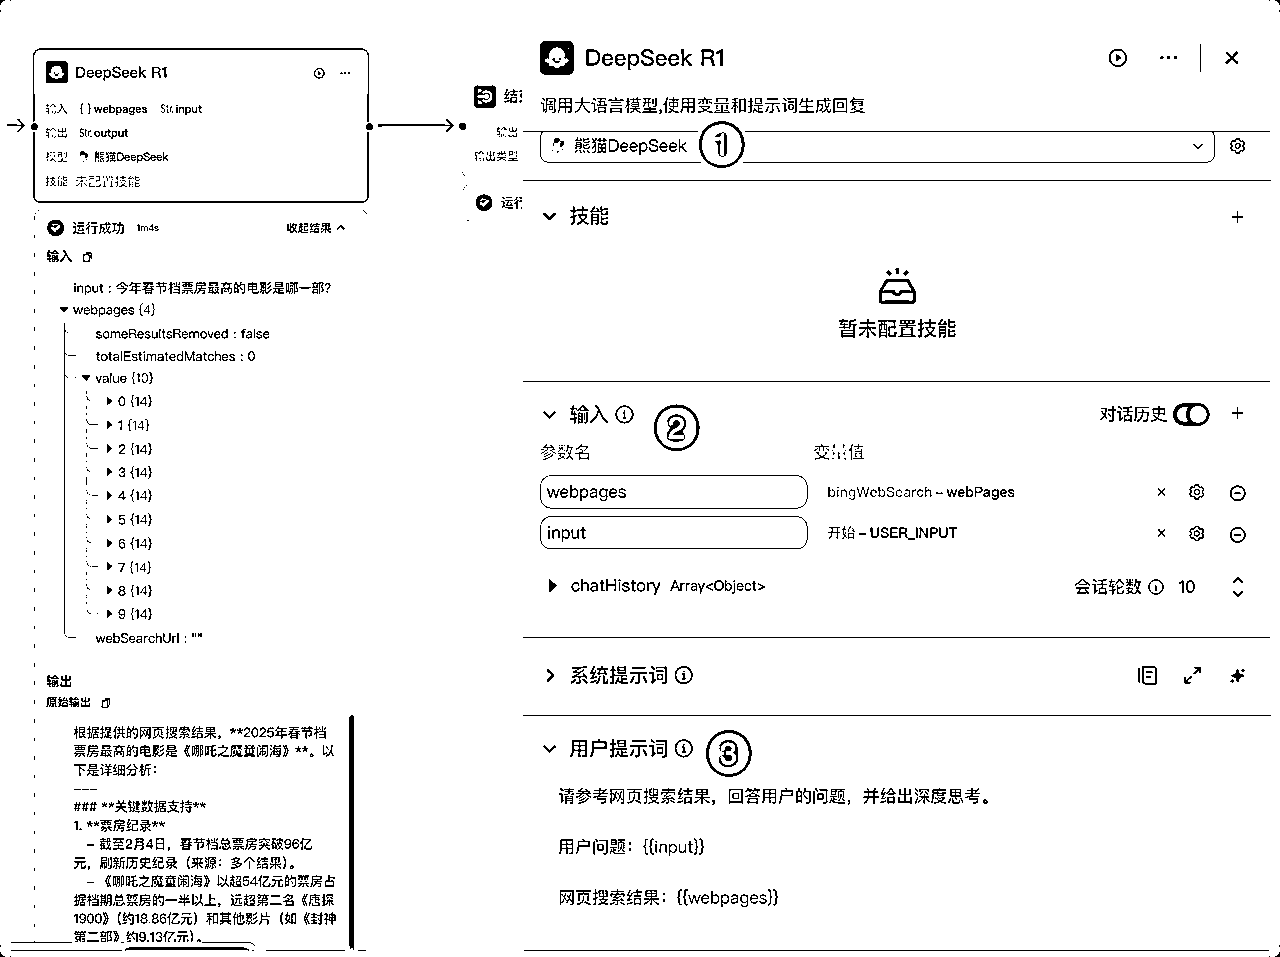 DeepSeek R1
输入 { } webpages Str. input
输出 Str. output
模型 熊猫DeepSeek
技能 未配置技能
运行成功 1m4s 收起结果
输入
input : 今年春节档票房最高的电影是哪一部?
webpages {4}
someResultsRemoved : false
totalEstimatedMatches : 0
value {10}
0 {14}
1 {14}
2 {14}
3 {14}
4 {14}
5 {14}
6 {14}
7 {14}
8 {14}
9 {14}
webSearchUrl : ""
输出
原始输出
根据提供的网页搜索结果，**2025年春节档
票房最高的电影是《哪吒之魔童闹海》**。以
下是详细分析：
---
### **关键数据支持**
1. **票房纪录**
- 截至2月4日，春节档总票房突破96亿
元，刷新历史纪录（来源：多个结果）。
- 《哪吒之魔童闹海》以超54亿元的票房占
据档期总票房的一半以上，远超第二名《唐探
1900》（约18.86亿元）和其他影片（如《封神
第二部》约9.13亿元）。
输出
输出类型
运行
DeepSeek R1
调用大语言模型,使用变量和提示词生成回复
熊猫DeepSeek ①
技能
暂未配置技能
输入 ② 对话历史
参数名 变量值
webpages bingWebSearch – webPages
input 开始 – USER_INPUT
chatHistory Array<Object> 会话轮数 10
系统提示词
用户提示词 ③
请参考网页搜索结果，回答用户的问题，并给出深度思考。
用户问题：{{input}}
网页搜索结果：{{webpages}}